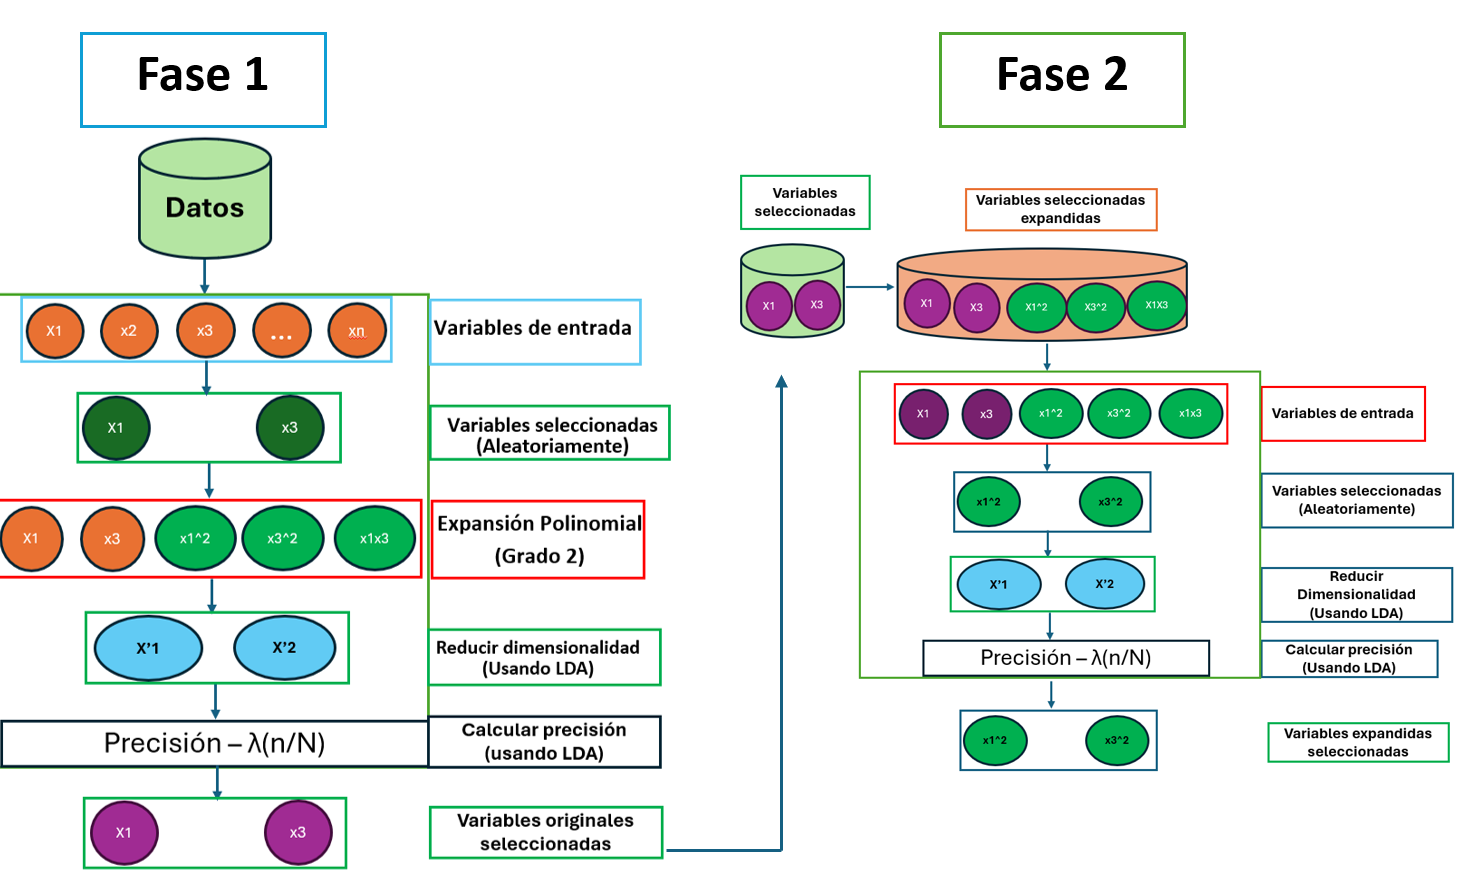 Fase 1
Datos
X1 x2 x3 ... xn
Variables de entrada
X1 x3
Variables seleccionadas
(Aleatoriamente)
X1 x3 x1^2 x3^2 x1x3
Expansión Polinomial
(Grado 2)
X'1 X'2
Reducir dimensionalidad
(Usando LDA)
Precisión – λ(n/N)
Calcular precisión
(usando LDA)
X1 x3
Variables originales
seleccionadas
Fase 2
Variables
seleccionadas
X1 X3
Variables seleccionadas
expandidas
X1 X3 X1^2 X3^2 X1X3
X1 x3 x1^2 x3^2 x1x3
Variables de entrada
x1^2 x3^2
Variables seleccionadas
(Aleatoriamente)
X'1 X'2
Reducir
Dimensionalidad
(Usando LDA)
Precisión – λ(n/N)
Calcular precisión
(Usando LDA)
x1^2 x3^2
Variables expandidas
seleccionadas